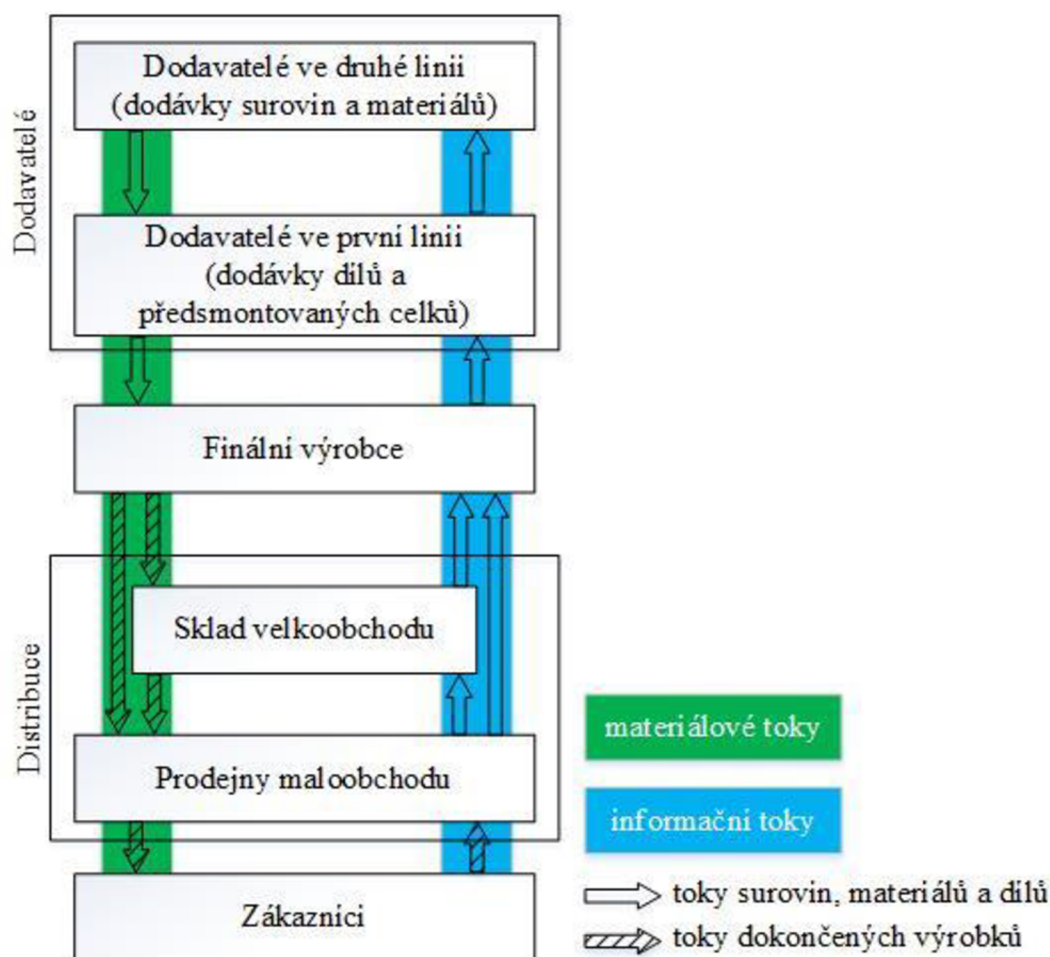 Dodavatelé
Dodavatelé ve druhé linii
(dodávky surovin a materiálů)
Dodavatelé ve první linii
(dodávky dílů a
předsmontovaných celků)
Finální výrobce
Distribuce
Sklad velkoobchodu
Prodejny maloobchodu
Zákazníci
materiálové toky
informační toky
toky surovin, materiálů a dílů
toky dokončených výrobků